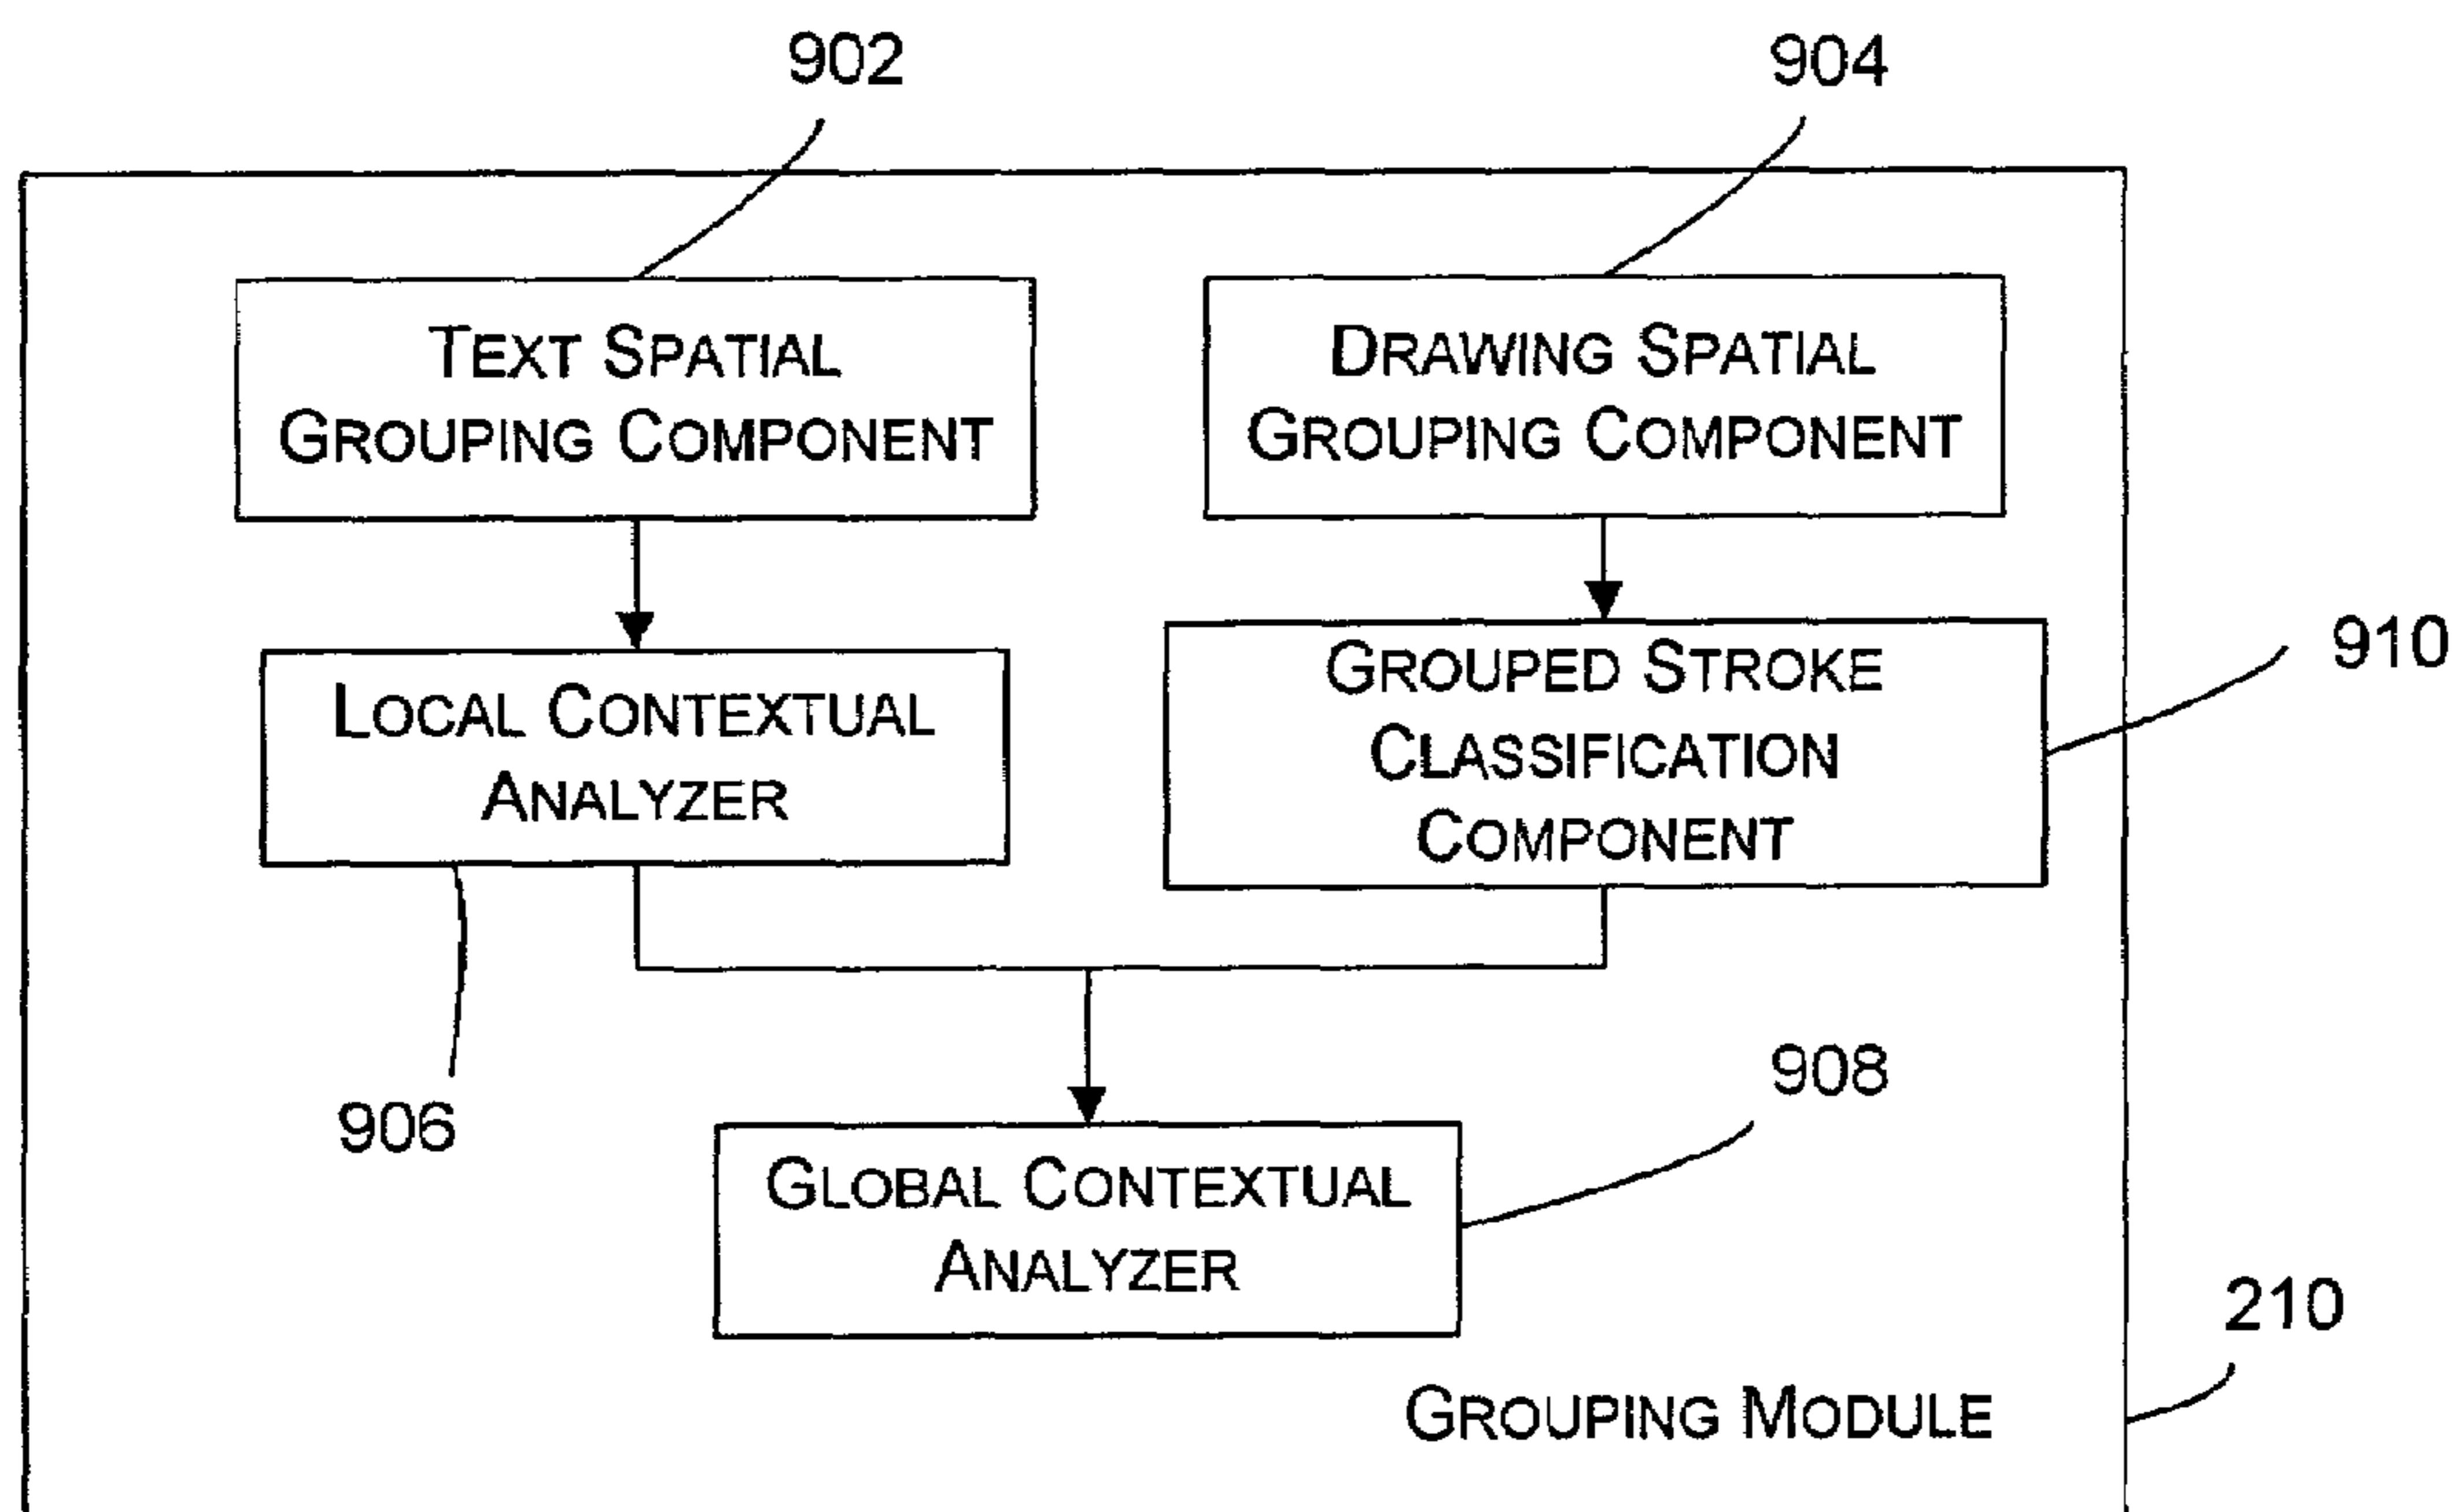 902
904
TEXT SPATIAL
GROUPING COMPONENT
DRAWING SPATIAL
GROUPING COMPONENT
LOCAL CONTEXTUAL
ANALYZER
GROUPED STROKE
CLASSIFICATION
COMPONENT
910
906
908
GLOBAL CONTEXTUAL
ANALYZER
210
GROUPING MODULE